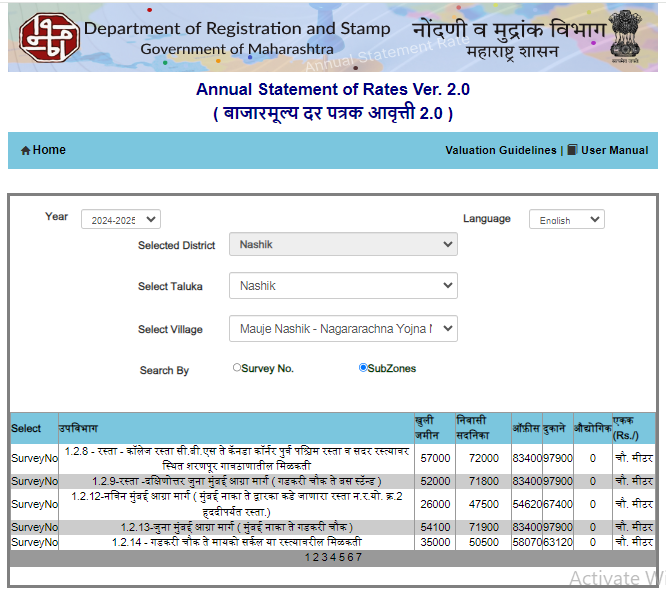 Department of Registration and Stamp
Government of Maharashtra
नोंदणी व मुद्रांक विभाग
महाराष्ट्र शासन
Annual Statement of Rates Ver. 2.0
( बाजारमूल्य दर पत्रक आवृत्ती 2.0 )
Home
Valuation Guidelines | User Manual
Year 2024-2025 Language English
Selected District Nashik
Select Taluka Nashik
Select Village Mauje Nashik - Nagararachna Yojna
Search By Survey No. SubZones
Select उपविभाग खुली जमीन निवासी सदनिका ऑफ़ीस दुकाने औद्योगिक एकक (Rs./)
SurveyNo 1.2.8 - रस्ता - कॉलेज रस्ता सी.बी.एस ते कॅनडा कॉर्नर पुर्व पश्चिम रस्ता व सदर रस्त्यावर
स्थित शरणपूर गावठाणातील मिळकती 57000 72000 83400 97900 0 चौ. मीटर
SurveyNo 1.2.9-रस्ता -दक्षिणोत्तर जुना मुंबई आग्रा मार्ग ( गडकरी चौक ते बस स्टॅन्ड ) 52000 71800 83400 97900 0 चौ. मीटर
SurveyNo 1.2.12-नविन मुंबई आग्रा मार्ग ( मुंबई नाका ते द्वारका कडे जाणारा रस्ता न.र.यो. क्र.2
हद्दीपर्यंत रस्ता.) 26000 47500 54620 67400 0 चौ. मीटर
SurveyNo 1.2.13-जुना मुंबई आग्रा मार्ग ( मुंबई नाका ते गडकरी चौक ) 54100 71900 83400 97900 0 चौ. मीटर
SurveyNo 1.2.14 - गडकरी चौक ते मायको सर्कल या रस्त्यावरील मिळकती 35000 50500 58070 63120 0 चौ. मीटर
1 2 3 4 5 6 7
Activate